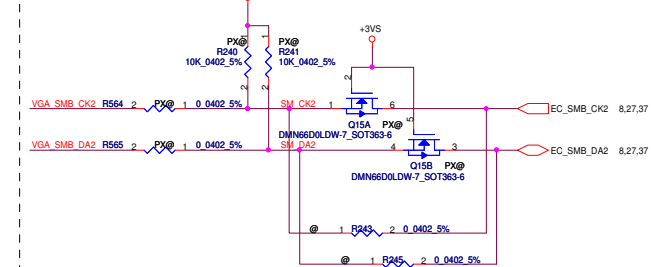 +3VS
1 PX@ 1 PX@
R240 R241
10K_0402_5% 10K_0402_5%
2 2 2
VGA_SMB_CK2 R564 2 PX@ 1 0_0402_5% SM_CK2 1 6 EC_SMB_CK2 8,27,37
Q15A PX@ 5
DMN66D0LDW-7_SOT363-6
VGA_SMB_DA2 R565 2 PX@ 1 0_0402_5% SM_DA2 4 3 EC_SMB_DA2 8,27,37
Q15B PX@
DMN66D0LDW-7_SOT363-6
@ 1 R243 2 0_0402_5%
@ 1 R245 2 0_0402_5%